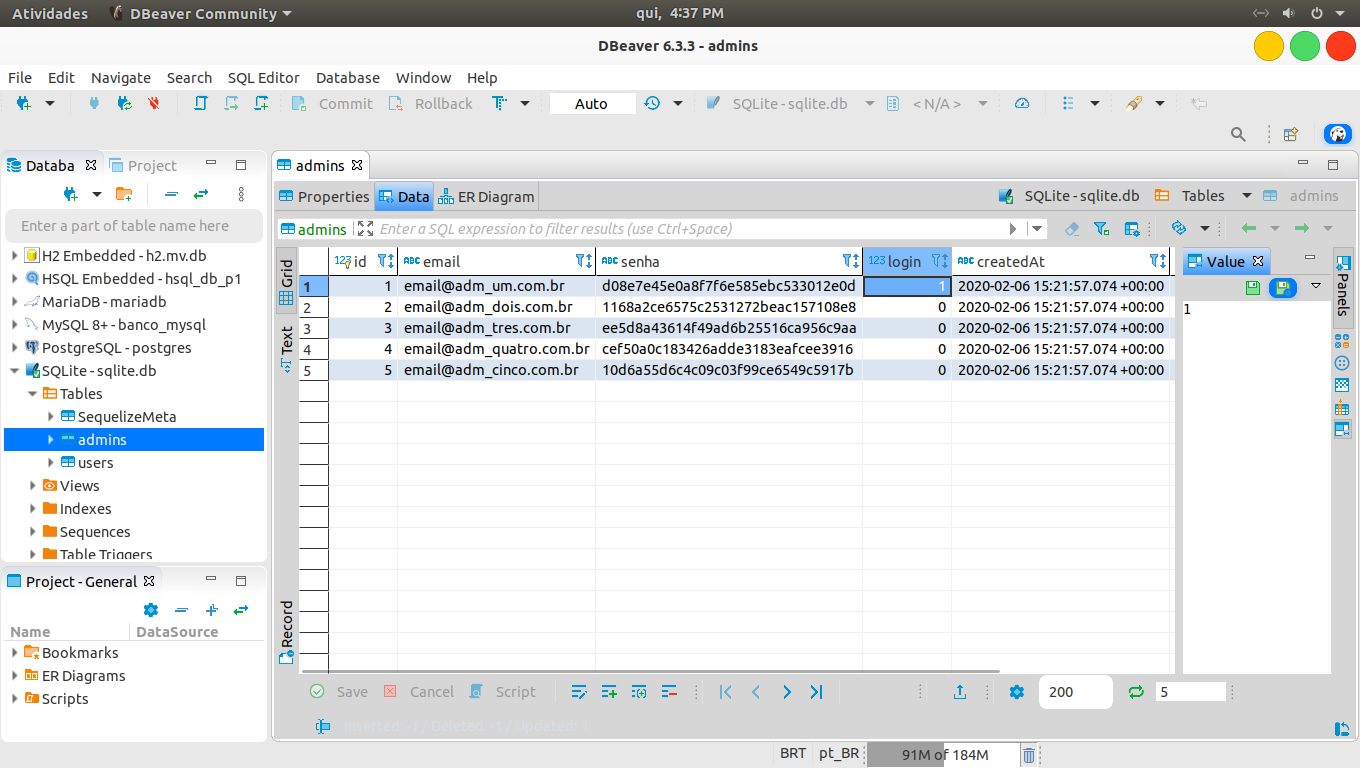 Atividades DBeaver Community qui, 4:37 PM
DBeaver 6.3.3 - admins
File Edit Navigate Search SQL Editor Database Window Help
Commit Rollback Auto SQLite - sqlite.db < N/A >
Databa Project
Enter a part of table name here
H2 Embedded - h2.mv.db
HSQL Embedded - hsql_db_p1
MariaDB - mariadb
MySQL 8+ - banco_mysql
PostgreSQL - postgres
SQLite - sqlite.db
Tables
SequelizeMeta
admins
users
Views
Indexes
Sequences
Table Triggers
Project - General
Name DataSource
Bookmarks
ER Diagrams
Scripts
admins
Properties Data ER Diagram SQLite - sqlite.db Tables admins
admins Enter a SQL expression to filter results (use Ctrl+Space)
Grid
Text
Record
123 id ABC email ABC senha 123 login ABC createdAt
1 1 email@adm_um.com.br d08e7e45e0a8f7f6e585ebc533012e0d 1 2020-02-06 15:21:57.074 +00:00
2 2 email@adm_dois.com.br 1168a2ce6575c2531272beac157108e8 0 2020-02-06 15:21:57.074 +00:00
3 3 email@adm_tres.com.br ee5d8a43614f49ad6b25516ca956c9aa 0 2020-02-06 15:21:57.074 +00:00
4 4 email@adm_quatro.com.br cef50a0c183426adde3183eafcee3916 0 2020-02-06 15:21:57.074 +00:00
5 5 email@adm_cinco.com.br 10d6a55d6c4c09c03f99ce6549c5917b 0 2020-02-06 15:21:57.074 +00:00
Value
1
Panels
Save Cancel Script 200 5
BRT pt_BR 91M of 184M